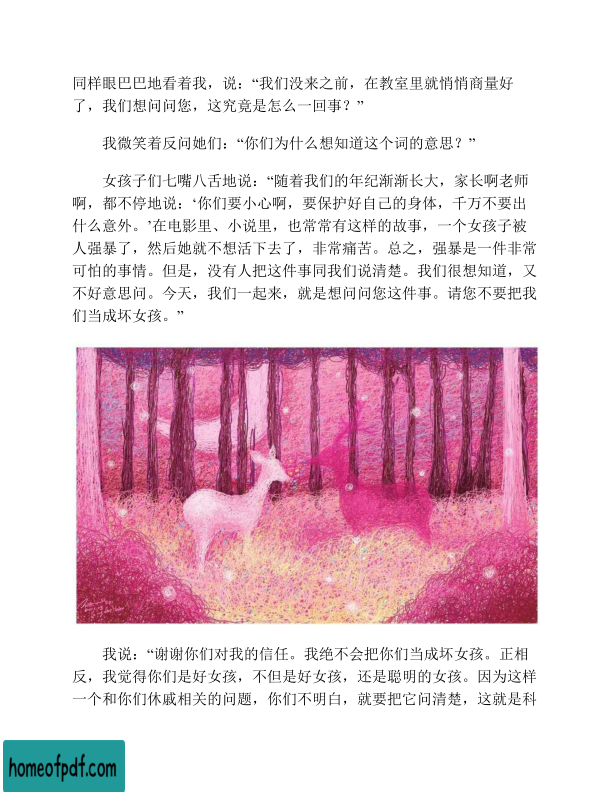 同样眼巴巴地看着我，说：“我们没来之前，在教室里就悄悄商量好
了，我们想问问您，这究竟是怎么一回事？”
我微笑着反问她们：“你们为什么想知道这个词的意思？”
女孩子们七嘴八舌地说：“随着我们的年纪渐渐长大，家长啊老师
啊，都不停地说：‘你们要小心啊，要保护好自己的身体，千万不要出
什么意外。’在电影里、小说里，也常常有这样的故事，一个女孩子被
人强暴了，然后她就不想活下去了，非常痛苦。总之，强暴是一件非常
可怕的事情。但是，没有人把这件事同我们说清楚。我们很想知道，又
不好意思问。今天，我们一起来，就是想问问您这件事。请您不要把我
们当成坏女孩。”
我说：“谢谢你们对我的信任。我绝不会把你们当成坏女孩。正相
反，我觉得你们是好女孩，不但是好女孩，还是聪明的女孩。因为这样
一个和你们休戚相关的问题，你们不明白，就要把它问清楚，这就是科
homeofpdf.com